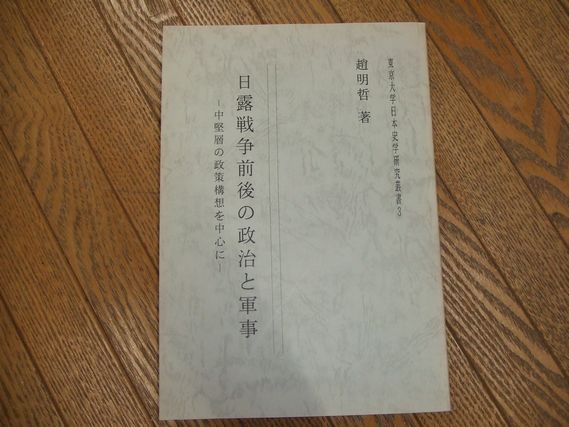 東京大学日本史学研究叢書3
趙明哲 著
日露戦争前後の政治と軍事
－中堅層の政策構想を中心に－